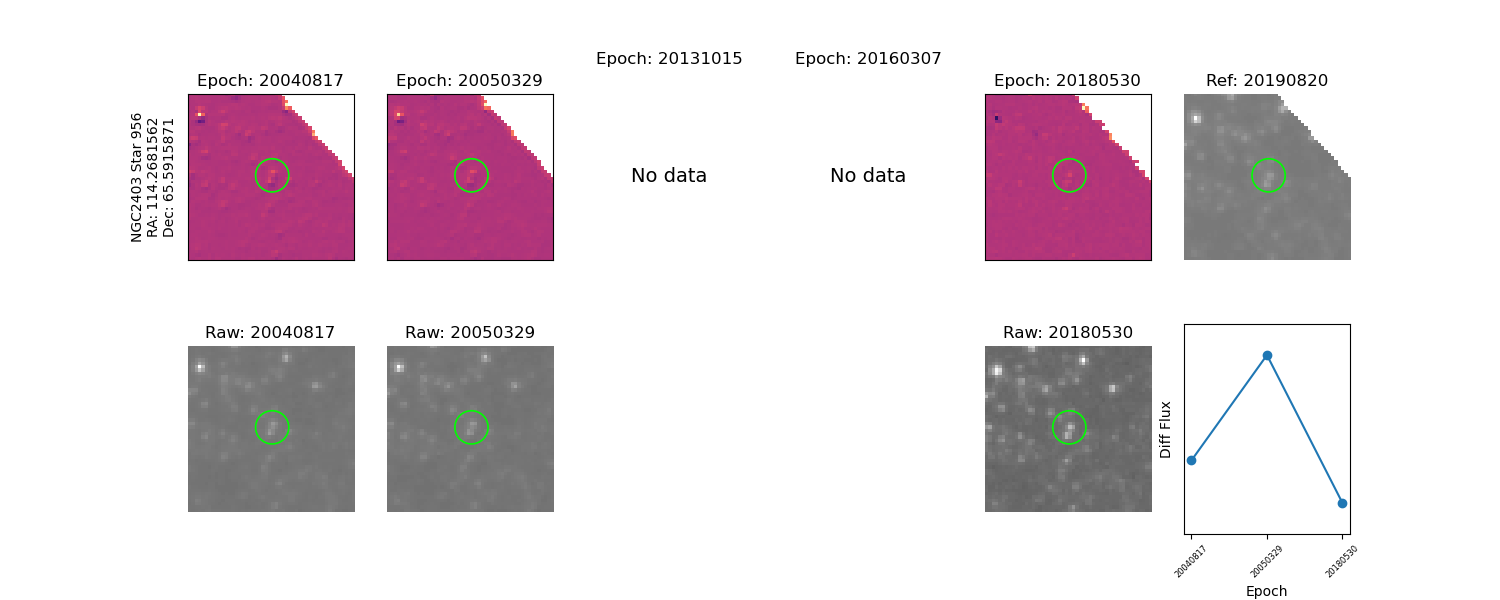 Epoch: 20040817
Epoch: 20050329
Epoch: 20131015
Epoch: 20160307
Epoch: 20180530
Ref: 20190820
NGC2403 Star 956
RA: 114.2681562
Dec: 65.5915871
No data
No data
Raw: 20040817
Raw: 20050329
Raw: 20180530
Diff Flux
20040817
20050329
20180530
Epoch